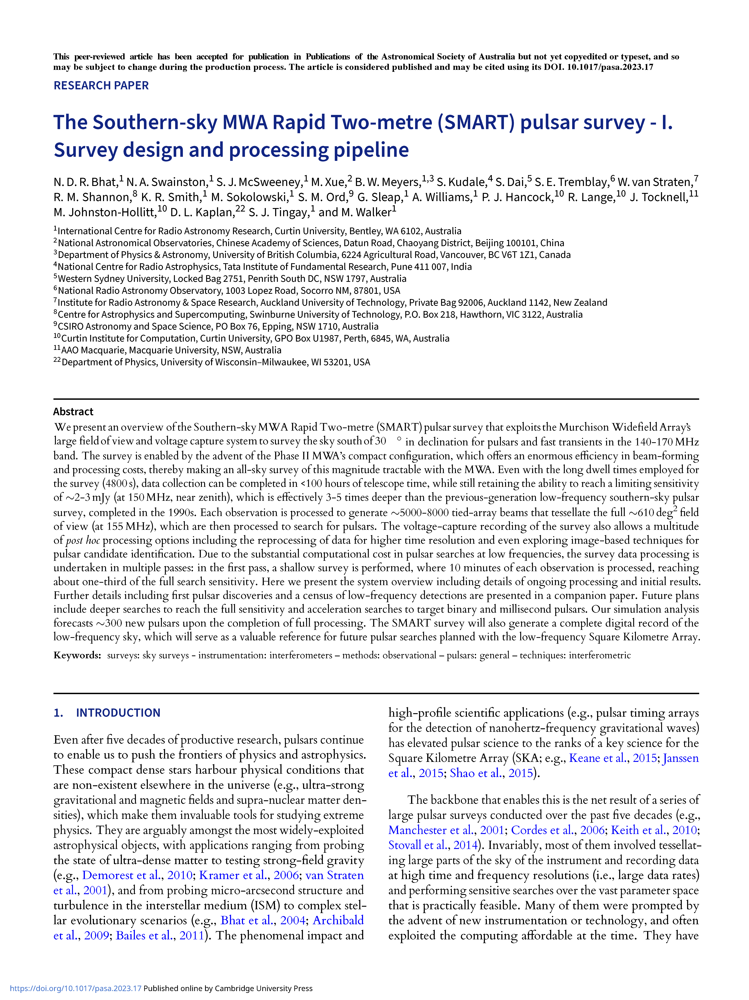 This peer-reviewed article has been accepted for publication in Publications of the Astronomical Society of Australia but not yet copyedited or typeset, and so
may be subject to change during the production process. The article is considered published and may be cited using its DOI. 10.1017/pasa.2023.17
RESEARCH PAPER
The Southern-sky MWA Rapid Two-metre (SMART) pulsar survey - I.
Survey design and processing pipeline
N. D. R. Bhat,1 N. A. Swainston,1 S. J. McSweeney,1 M. Xue,2 B. W. Meyers,1,3 S. Kudale,4 S. Dai,5 S. E. Tremblay,6 W. van Straten,7
R. M. Shannon,8 K. R. Smith,1 M. Sokolowski,1 S. M. Ord,9 G. Sleap,1 A. Williams,1 P. J. Hancock,10 R. Lange,10 J. Tocknell,11
M. Johnston-Hollitt,10 D. L. Kaplan,22 S. J. Tingay,1 and M. Walker1
1International Centre for Radio Astronomy Research, Curtin University, Bentley, WA 6102, Australia
2National Astronomical Observatories, Chinese Academy of Sciences, Datun Road, Chaoyang District, Beijing 100101, China
3Department of Physics & Astronomy, University of British Columbia, 6224 Agricultural Road, Vancouver, BC V6T 1Z1, Canada
4National Centre for Radio Astrophysics, Tata Institute of Fundamental Research, Pune 411 007, India
5Western Sydney University, Locked Bag 2751, Penrith South DC, NSW 1797, Australia
6National Radio Astronomy Observatory, 1003 Lopez Road, Socorro NM, 87801, USA
7Institute for Radio Astronomy & Space Research, Auckland University of Technology, Private Bag 92006, Auckland 1142, New Zealand
8Centre for Astrophysics and Supercomputing, Swinburne University of Technology, P.O. Box 218, Hawthorn, VIC 3122, Australia
9CSIRO Astronomy and Space Science, PO Box 76, Epping, NSW 1710, Australia
10Curtin Institute for Computation, Curtin University, GPO Box U1987, Perth, 6845, WA, Australia
11AAO Macquarie, Macquarie University, NSW, Australia
22Department of Physics, University of Wisconsin–Milwaukee, WI 53201, USA
Abstract
We present an overview of the Southern-sky MWA Rapid Two-metre (SMART) pulsar survey that exploits the Murchison Widefield Array's
large field of view and voltage capture system to survey the sky south of 30 ° in declination for pulsars and fast transients in the 140-170 MHz
band. The survey is enabled by the advent of the Phase II MWA's compact configuration, which offers an enormous efficiency in beam-forming
and processing costs, thereby making an all-sky survey of this magnitude tractable with the MWA. Even with the long dwell times employed for
the survey (4800 s), data collection can be completed in <100 hours of telescope time, while still retaining the ability to reach a limiting sensitivity
of ∼2-3 mJy (at 150 MHz, near zenith), which is effectively 3-5 times deeper than the previous-generation low-frequency southern-sky pulsar
survey, completed in the 1990s. Each observation is processed to generate ∼5000-8000 tied-array beams that tessellate the full ∼610 deg2 field
of view (at 155 MHz), which are then processed to search for pulsars. The voltage-capture recording of the survey also allows a multitude
of post hoc processing options including the reprocessing of data for higher time resolution and even exploring image-based techniques for
pulsar candidate identification. Due to the substantial computational cost in pulsar searches at low frequencies, the survey data processing is
undertaken in multiple passes: in the first pass, a shallow survey is performed, where 10 minutes of each observation is processed, reaching
about one-third of the full search sensitivity. Here we present the system overview including details of ongoing processing and initial results.
Further details including first pulsar discoveries and a census of low-frequency detections are presented in a companion paper. Future plans
include deeper searches to reach the full sensitivity and acceleration searches to target binary and millisecond pulsars. Our simulation analysis
forecasts ∼300 new pulsars upon the completion of full processing. The SMART survey will also generate a complete digital record of the
low-frequency sky, which will serve as a valuable reference for future pulsar searches planned with the low-frequency Square Kilometre Array.
Keywords: surveys: sky surveys - instrumentation: interferometers – methods: observational – pulsars: general – techniques: interferometric
1. INTRODUCTION
Even after five decades of productive research, pulsars continue
to enable us to push the frontiers of physics and astrophysics.
These compact dense stars harbour physical conditions that
are non-existent elsewhere in the universe (e.g., ultra-strong
gravitational and magnetic fields and supra-nuclear matter den-
sities), which make them invaluable tools for studying extreme
physics. They are arguably amongst the most widely-exploited
astrophysical objects, with applications ranging from probing
the state of ultra-dense matter to testing strong-field gravity
(e.g., Demorest et al., 2010; Kramer et al., 2006; van Straten
et al., 2001), and from probing micro-arcsecond structure and
turbulence in the interstellar medium (ISM) to complex stel-
lar evolutionary scenarios (e.g., Bhat et al., 2004; Archibald
et al., 2009; Bailes et al., 2011). The phenomenal impact and
high-profile scientific applications (e.g., pulsar timing arrays
for the detection of nanohertz-frequency gravitational waves)
has elevated pulsar science to the ranks of a key science for the
Square Kilometre Array (SKA; e.g., Keane et al., 2015; Janssen
et al., 2015; Shao et al., 2015).
The backbone that enables this is the net result of a series of
large pulsar surveys conducted over the past five decades (e.g.,
Manchester et al., 2001; Cordes et al., 2006; Keith et al., 2010;
Stovall et al., 2014). Invariably, most of them involved tessellat-
ing large parts of the sky of the instrument and recording data
at high time and frequency resolutions (i.e., large data rates)
and performing sensitive searches over the vast parameter space
that is practically feasible. Many of them were prompted by
the advent of new instrumentation or technology, and often
exploited the computing affordable at the time. They have
https://doi.org/10.1017/pasa.2023.17 Published online by Cambridge University Press